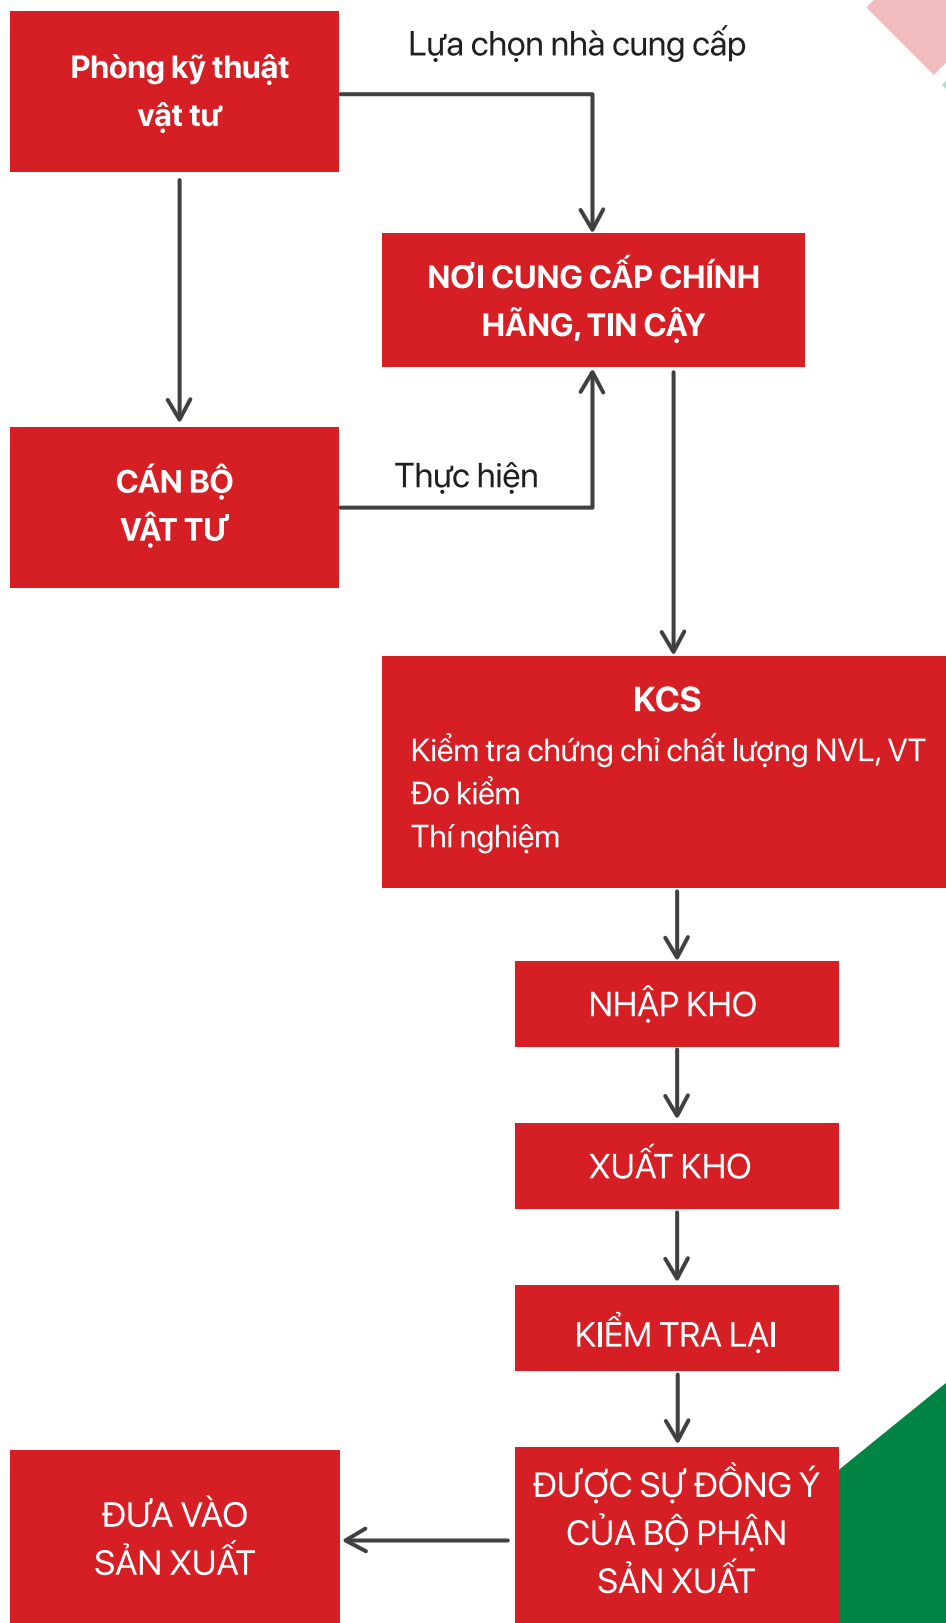 Phòng kỹ thuật
vật tư
Lựa chọn nhà cung cấp
NƠI CUNG CẤP CHÍNH
HÃNG, TIN CẬY
CÁN BỘ
VẬT TƯ
Thực hiện
KCS
Kiểm tra chứng chỉ chất lượng NVL, VT
Đo kiểm
Thí nghiệm
NHẬP KHO
XUẤT KHO
KIỂM TRA LẠI
ĐƯỢC SỰ ĐỒNG Ý
CỦA BỘ PHẬN
SẢN XUẤT
ĐƯA VÀO
SẢN XUẤT